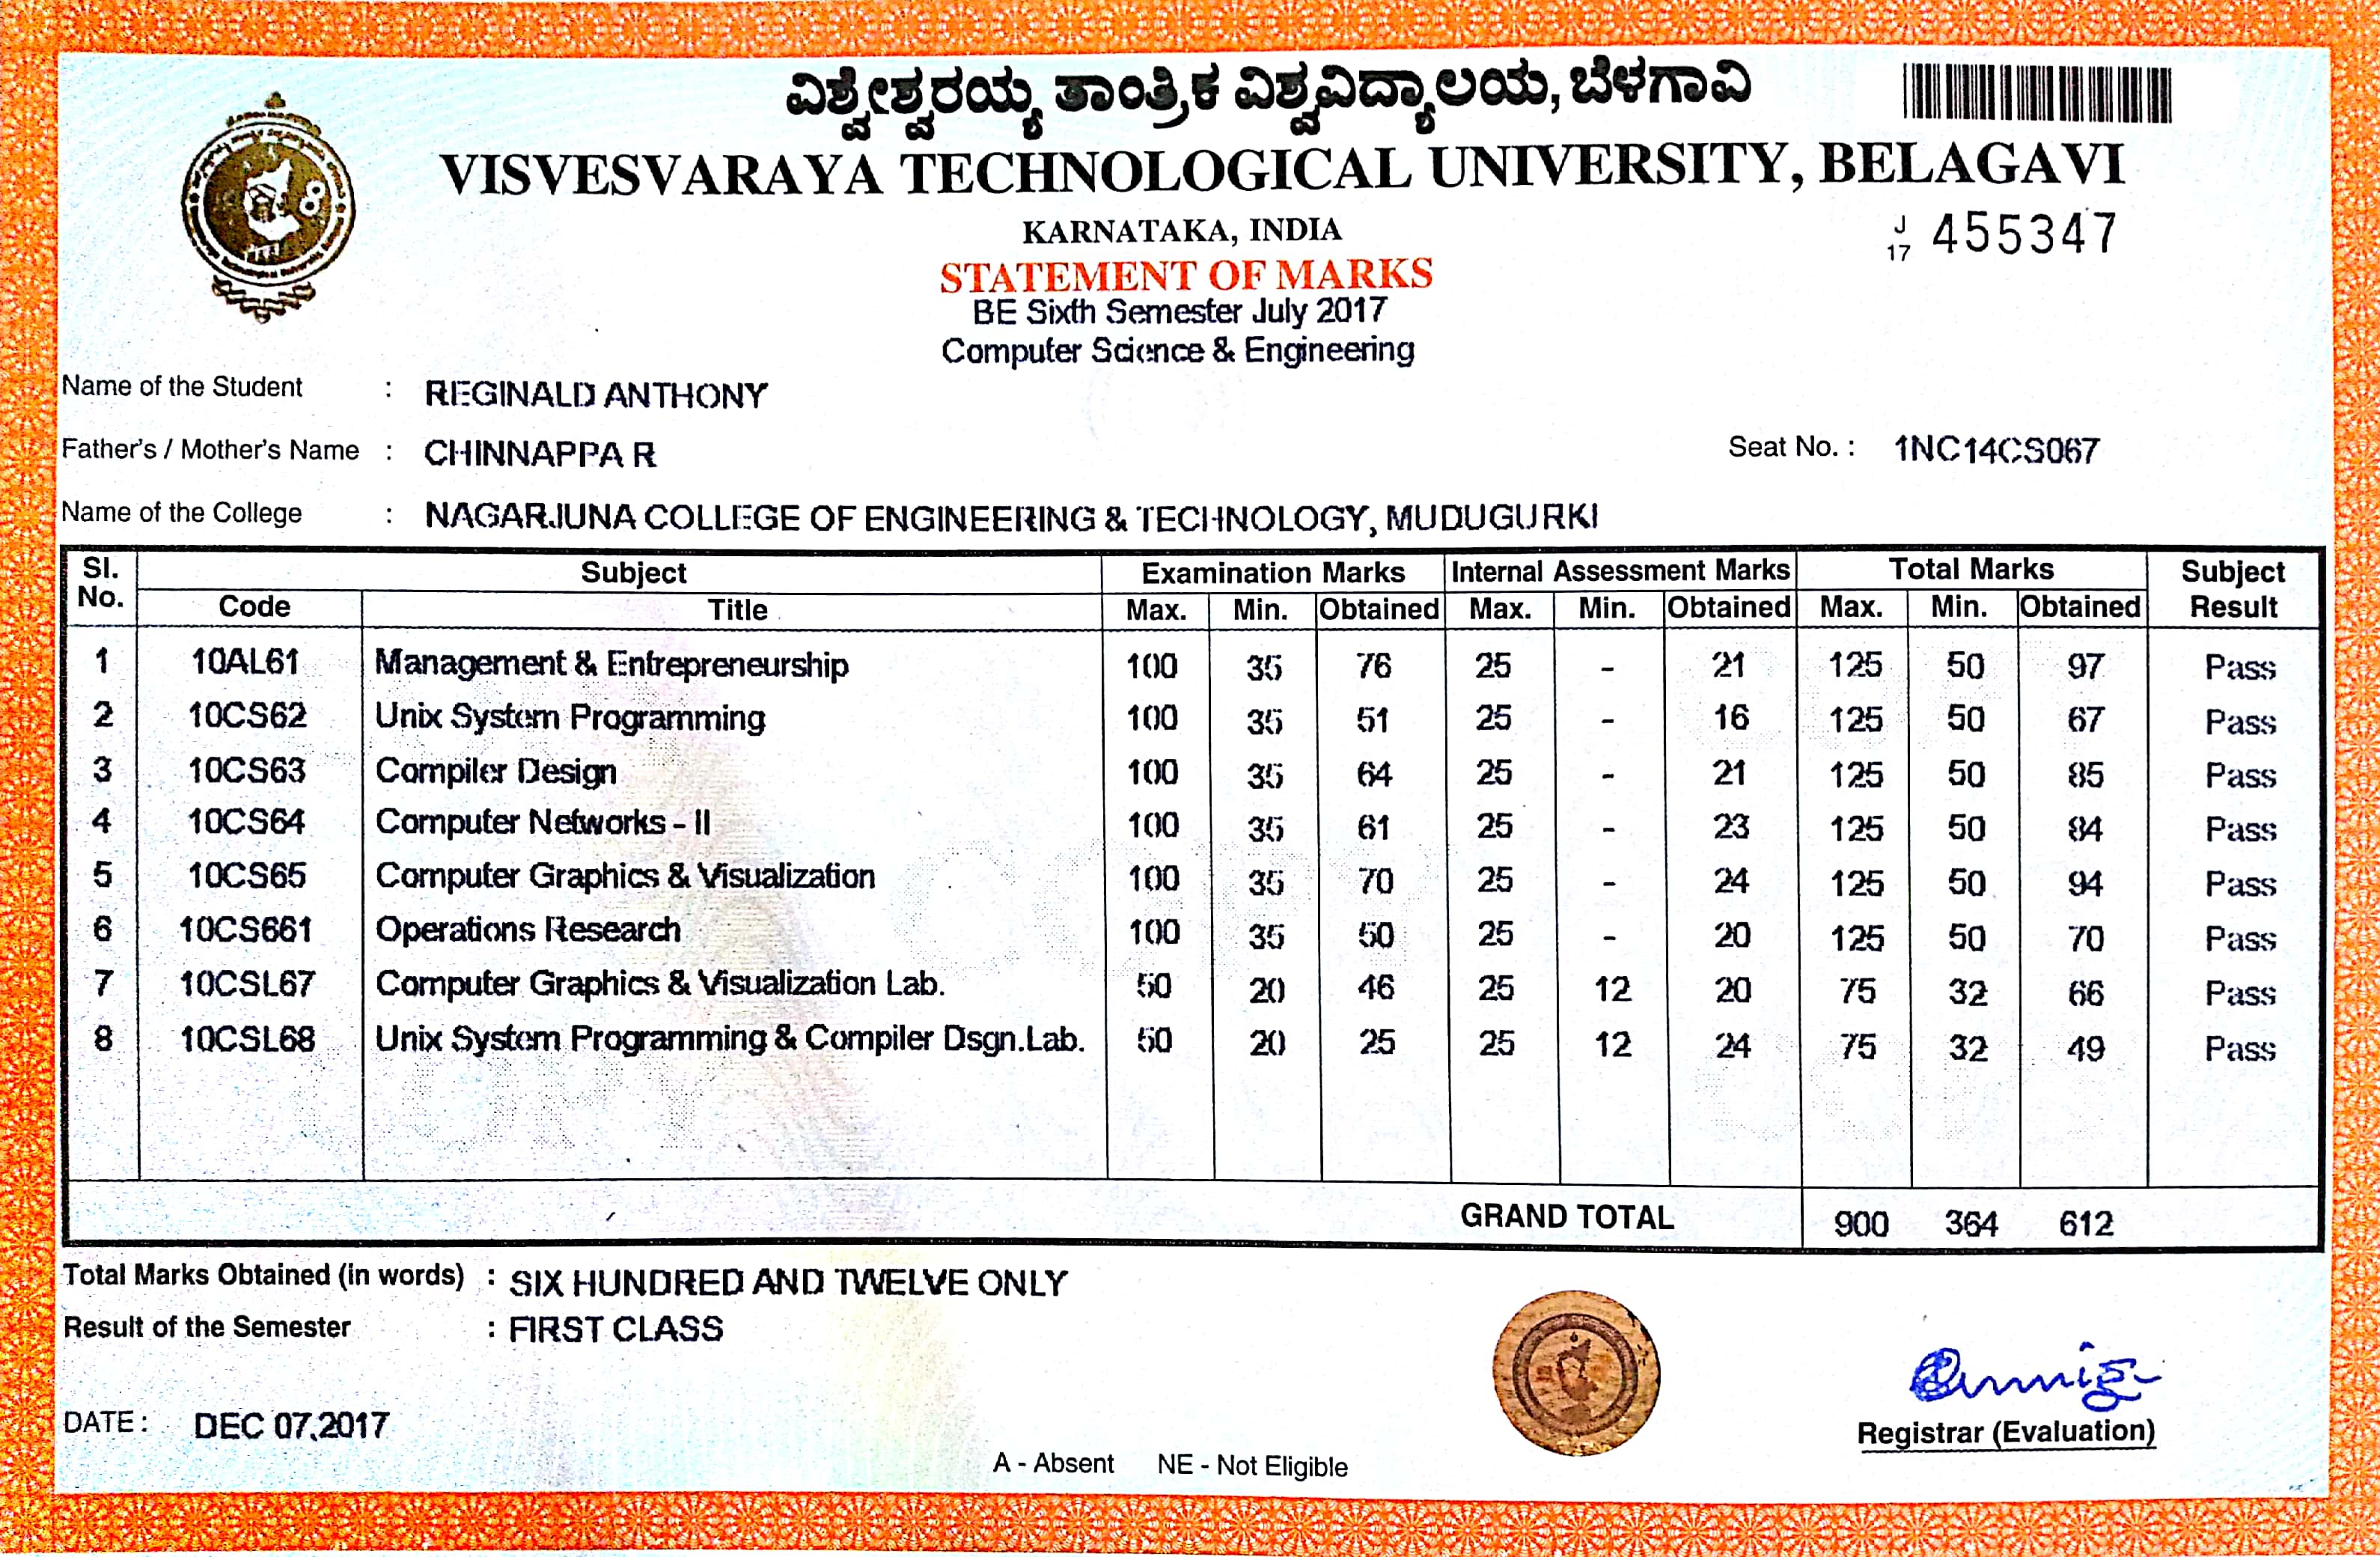 ವಿಶ್ವೇಶ್ವರಯ್ಯ ತಾಂತ್ರಿಕ ವಿಶ್ವವಿದ್ಯಾಲಯ, ಬೆಳಗಾವಿ
VISVESVARAYA TECHNOLOGICAL UNIVERSITY, BELAGAVI
KARNATAKA, INDIA
J 17 455347
STATEMENT OF MARKS
BE Sixth Semester July 2017
Computer Science & Engineering
Name of the Student : REGINALD ANTHONY
Father's / Mother's Name : CHINNAPPA R Seat No. : 1NC14CS067
Name of the College : NAGARJUNA COLLEGE OF ENGINEERING & TECHNOLOGY, MUDUGURKI
Sl. No. Subject Examination Marks Internal Assessment Marks Total Marks Subject Result
Code Title Max. Min. Obtained Max. Min. Obtained Max. Min. Obtained
1 10AL61 Management & Entrepreneurship 100 35 76 25 - 21 125 50 97 Pass
2 10CS62 Unix System Programming 100 35 51 25 - 16 125 50 67 Pass
3 10CS63 Compiler Design 100 35 64 25 - 21 125 50 85 Pass
4 10CS64 Computer Networks - II 100 35 61 25 - 23 125 50 84 Pass
5 10CS65 Computer Graphics & Visualization 100 35 70 25 - 24 125 50 94 Pass
6 10CS661 Operations Research 100 35 50 25 - 20 125 50 70 Pass
7 10CSL67 Computer Graphics & Visualization Lab. 50 20 46 25 12 20 75 32 66 Pass
8 10CSL68 Unix System Programming & Compiler Dsgn.Lab. 50 20 25 25 12 24 75 32 49 Pass
GRAND TOTAL 900 364 612
Total Marks Obtained (in words) : SIX HUNDRED AND TWELVE ONLY
Result of the Semester : FIRST CLASS
DATE : DEC 07,2017
Registrar (Evaluation)
A - Absent NE - Not Eligible